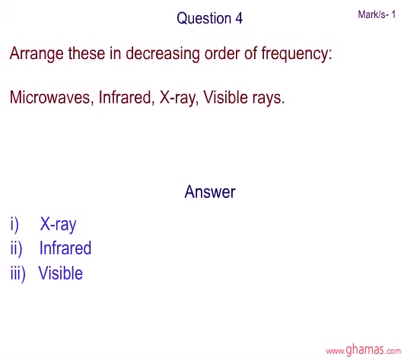 Question 4
Mark/s- 1
Arrange these in decreasing order of frequency:
Microwaves, Infrared, X-ray, Visible rays.
Answer
i) X-ray
ii) Infrared
iii) Visible
www.ghamas.com